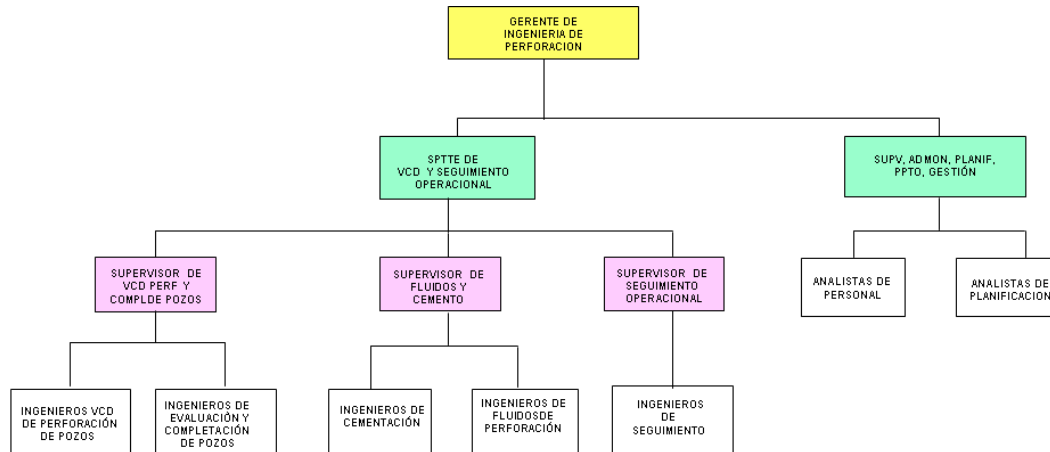 GERENTE DE
INGENIERIA DE
PERFORACION
SPTTE DE
VCD Y SEGUIMIENTO
OPERACIONAL
SUPV, ADMON, PLANIF,
PPTO, GESTIÓN
SUPERVISOR DE
VCD PERF Y
COMPLDE POZOS
SUPERVISOR DE
FLUIDOS Y
CEMENTO
SUPERVISOR DE
SEGUIMIENTO
OPERACIONAL
ANALISTAS DE
PERSONAL
ANALISTAS DE
PLANIFICACION
INGENIEROS VCD
DE PERFORACIÓN
DE POZOS
INGENIEROS DE
EVALUACIÓN Y
COMPLETACIÓN
DE POZOS
INGENIEROS DE
CEMENTACIÓN
INGENIEROS
DE FLUIDOSDE
PERFORACIÓN
INGENIEROS
DE
SEGUIMIENTO